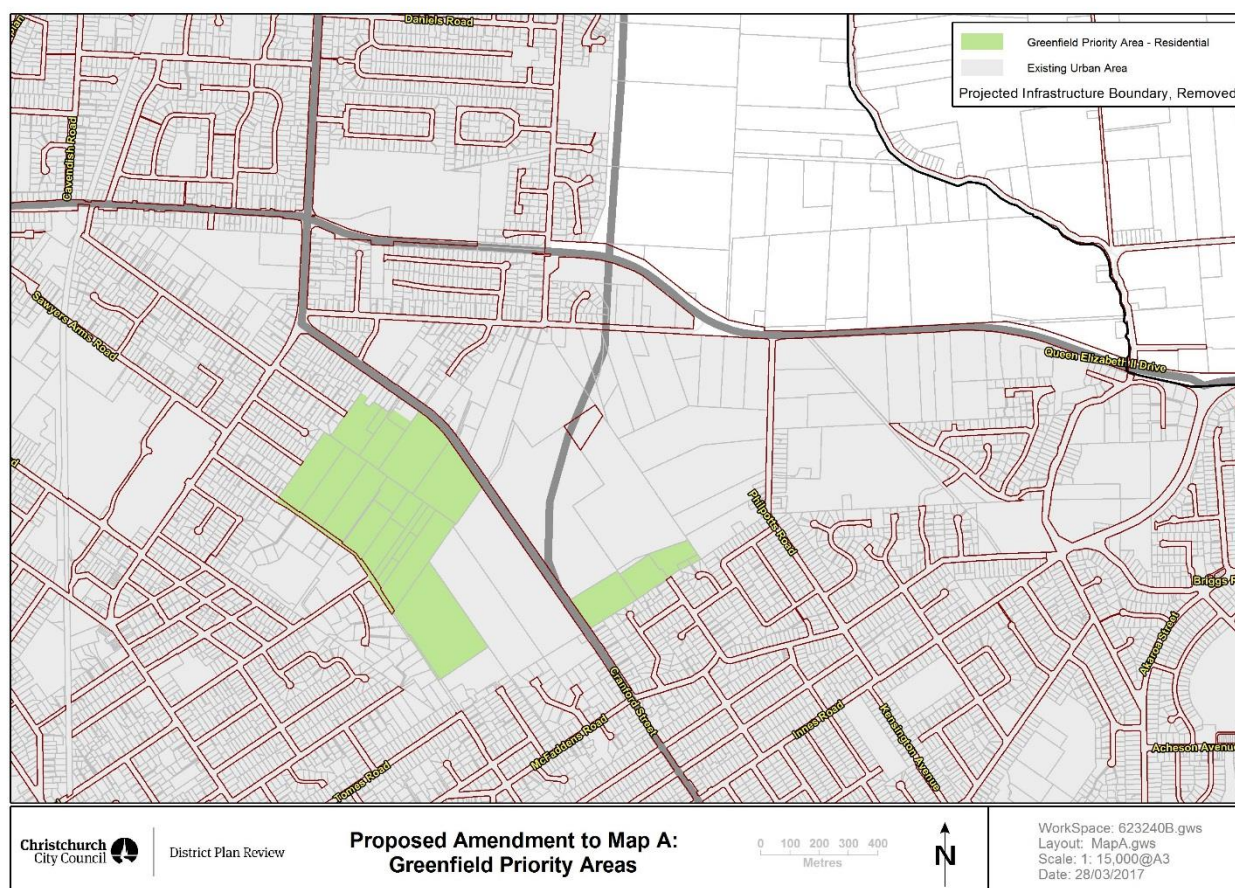 Daniels Road
Greenfield Priority Area - Residential
Existing Urban Area
Projected Infrastructure Boundary, Removed
Cavendish Road
Sawyers Arms Road
Queen Elizabeth II Drive
Philpotts Road
Briggs
Akaroa Street
Cranford Street
McFaddens Road
Innes Road
Kensington Avenue
Acheson Avenue
Tomes Road
Christchurch
City Council
District Plan Review
Proposed Amendment to Map A:
Greenfield Priority Areas
0 100 200 300 400
Metres
N
WorkSpace: 623240B.gws
Layout: MapA.gws
Scale: 1: 15,000@A3
Date: 28/03/2017